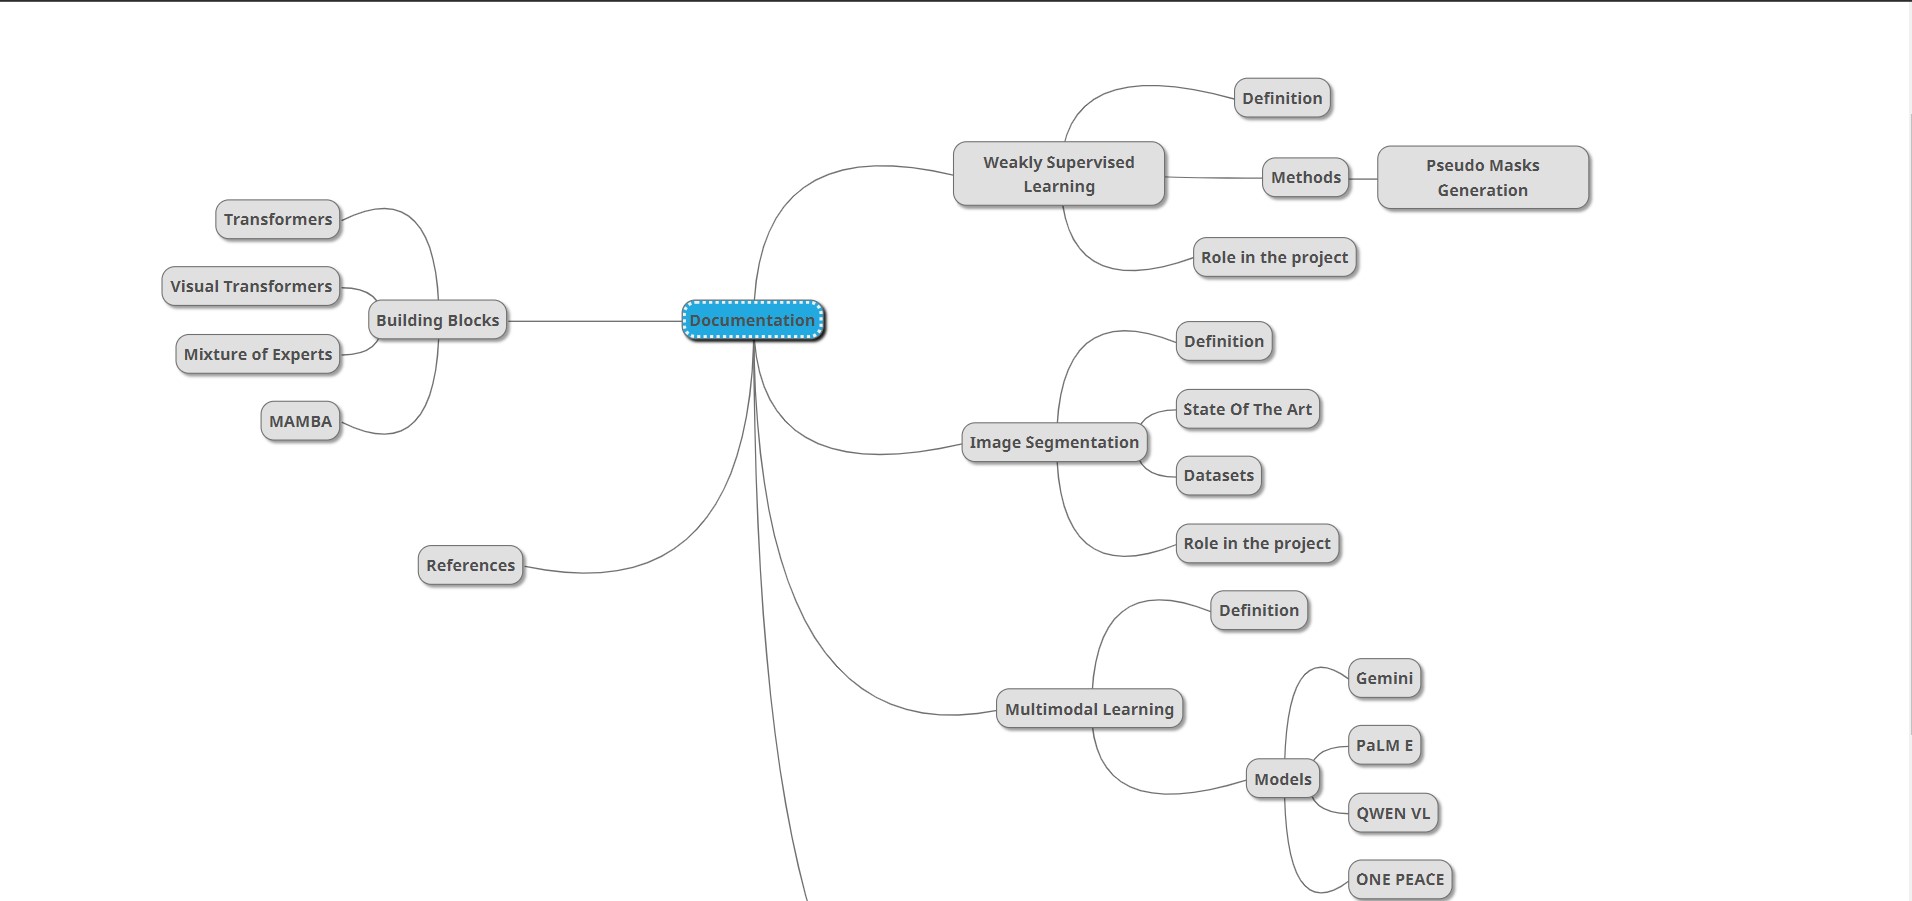 Definition
Weakly Supervised
Learning
Methods
Pseudo Masks
Generation
Role in the project
Transformers
Visual Transformers
Building Blocks
Mixture of Experts
MAMBA
Documentation
Definition
State Of The Art
Image Segmentation
Datasets
Role in the project
References
Definition
Multimodal Learning
Gemini
PaLM E
Models
QWEN VL
ONE PEACE